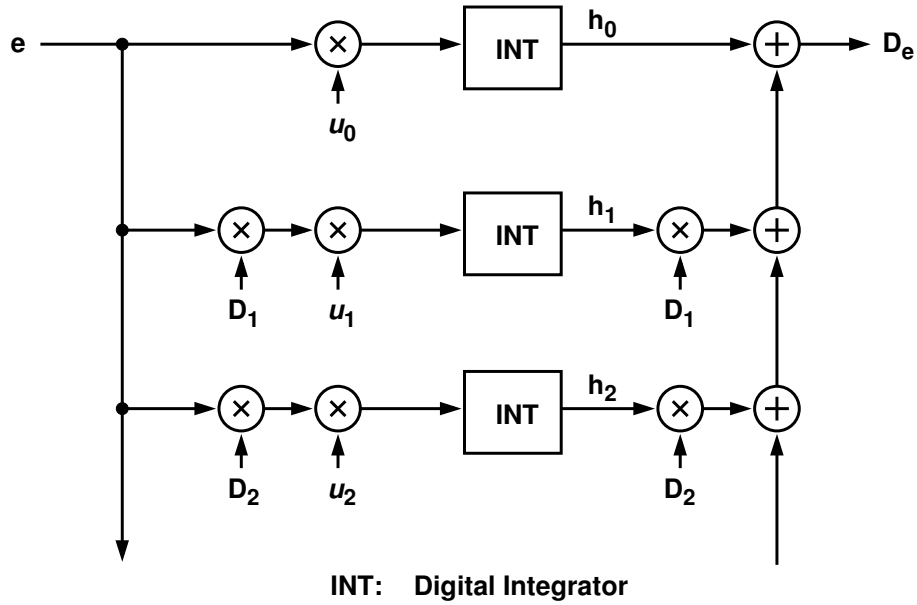 e
INT
h0
De
u0
INT
h1
D1
u1
D1
INT
h2
D2
u2
D2
INT: Digital Integrator